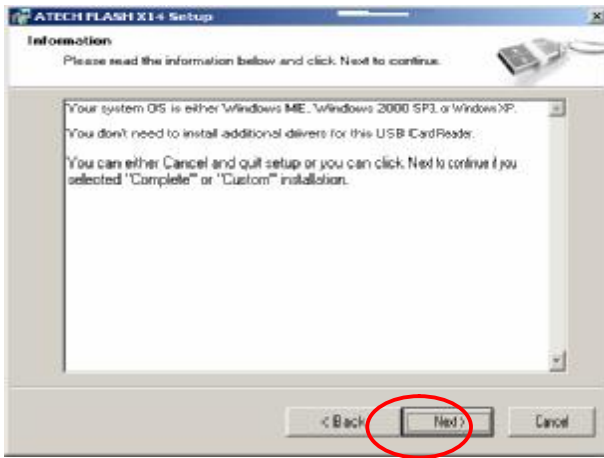 ATECH FLASH X14 Setup
Information
Please read the information below and click Next to continue.
Your system OS is either Windows ME, Windows 2000 SP3, or Windows XP.
You don't need to install additional drivers for this USB CardReader.
You can either Cancel and quit setup or you can click Next to continue if you
selected "Complete" or "Custom" installation.
< Back
Next >
Cancel